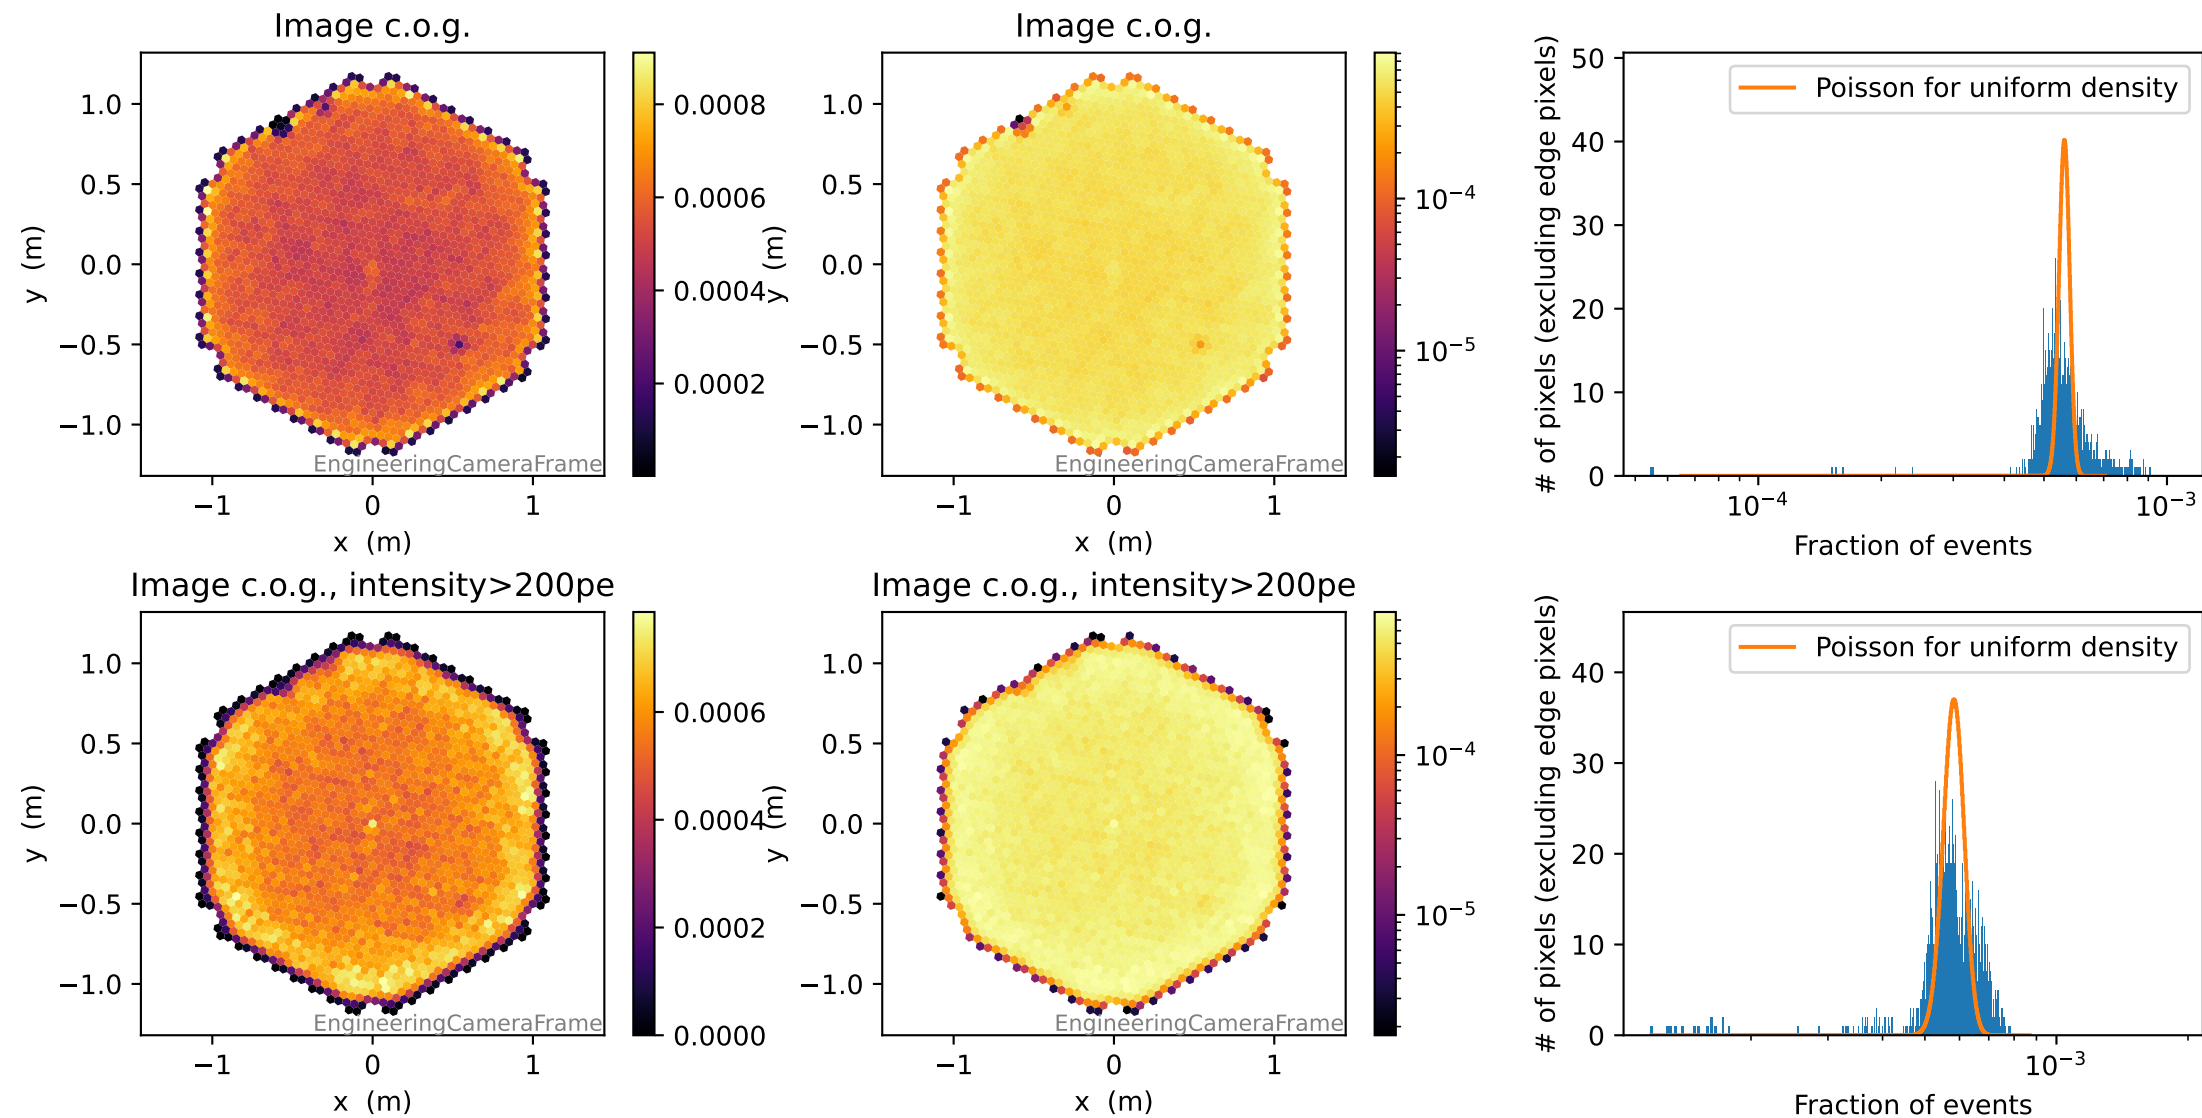 Image c.o.g.
1.0
0.5
0.0
−0.5
−1.0
y (m)
−1
0
1
x (m)
EngineeringCameraFrame
0.0008
0.0006
0.0004
0.0002
Image c.o.g.
1.0
0.5
0.0
−0.5
−1.0
y (m)
−1
0
1
x (m)
EngineeringCameraFrame
10⁻⁴
10⁻⁵
50
40
30
20
10
0
# of pixels (excluding edge pixels)
Poisson for uniform density
10⁻⁴
10⁻³
Fraction of events
Image c.o.g., intensity>200pe
1.0
0.5
0.0
−0.5
−1.0
y (m)
−1
0
1
x (m)
EngineeringCameraFrame
0.0006
0.0004
0.0002
0.0000
Image c.o.g., intensity>200pe
1.0
0.5
0.0
−0.5
−1.0
y (m)
−1
0
1
x (m)
EngineeringCameraFrame
10⁻⁴
10⁻⁵
40
30
20
10
0
# of pixels (excluding edge pixels)
Poisson for uniform density
10⁻³
Fraction of events